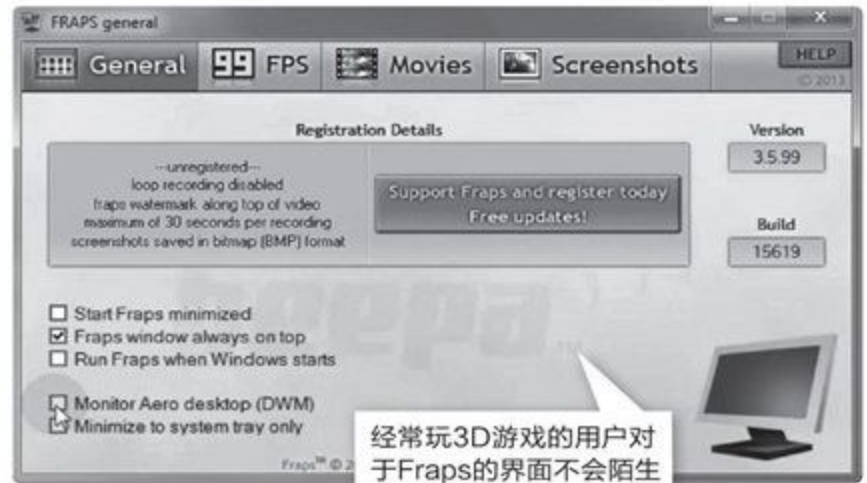 FRAPS general
General
99 FPS
Movies
Screenshots
HELP
© 2013
Registration Details
---unregistered---
loop recording disabled
fraps watermark along top of video
maximum of 30 seconds per recording
screenshots saved in bitmap (BMP) format
Support Fraps and register today
Free updates!
Version
3.5.99
Build
15619
beepa™
Start Fraps minimized
Fraps window always on top
Run Fraps when Windows starts
Monitor Aero desktop (DWM)
Minimize to system tray only
Fraps™ © 2
经常玩3D游戏的用户对
于Fraps的界面不会陌生